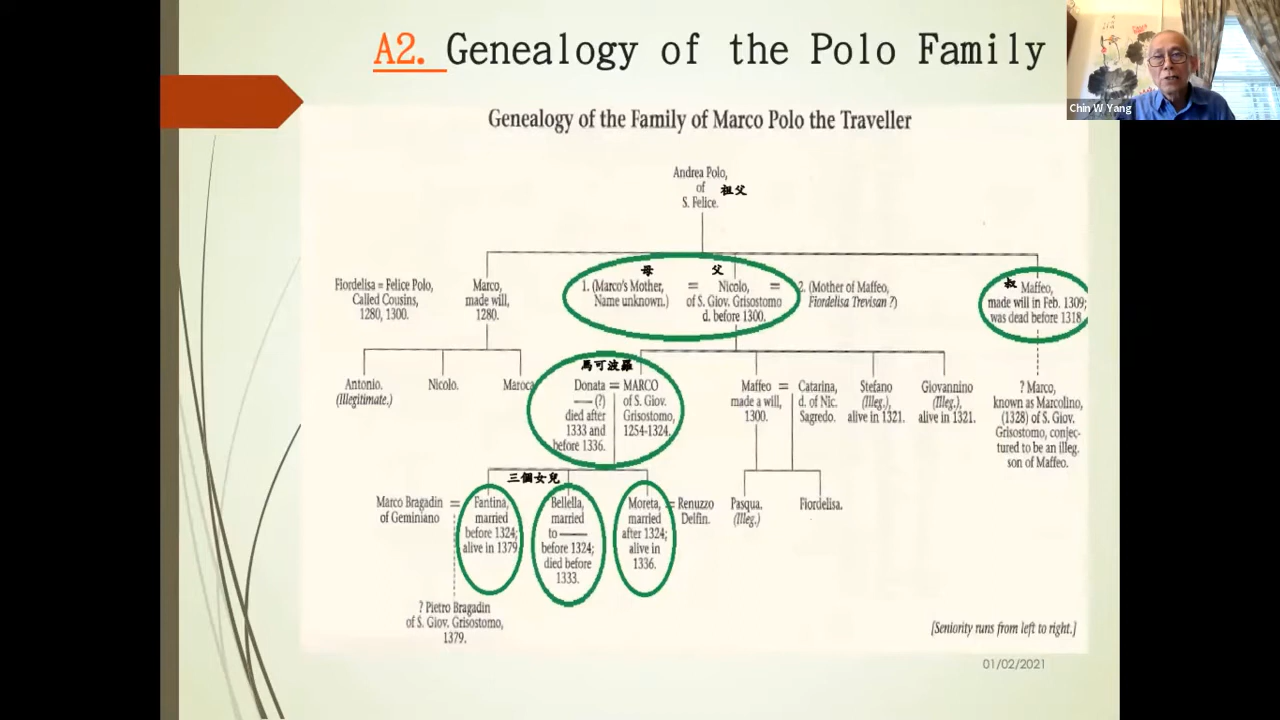 A2. Genealogy of the Polo Family
Chin W Yang
Genealogy of the Family of Marco Polo the Traveller
Andrea Polo,
of
S. Felice.
祖父
Fiordelisa = Felice Polo,
Called Cousins,
1280, 1300.
Marco,
made will,
1280.
母
1. (Marco's Mother,
Name unknown.)
=
父
Nicolo,
of S. Giov. Grisostomo
d. before 1300.
=
2. (Mother of Maffeo,
Fiordelisa Trevisan ?)
叔
Maffeo,
made will in Feb. 1309;
was dead before 1318
Antonio.
(Illegitimate.)
Nicolo.
Maroca
馬可波羅
Donata = MARCO
— (?)
died after
1333 and
before 1336.
of S. Giov.
Grisostomo,
1254-1324.
Maffeo =
made a will,
1300.
Catarina,
d. of Nic.
Sagredo.
Stefano
(Illeg.),
alive in 1321.
Giovannino
(Illeg.),
alive in 1321.
? Marco,
known as Marcolino,
(1328) of S. Giov.
Grisostomo, conjec-
tured to be an illeg.
son of Maffeo.
三個女兒
Marco Bragadin =
of Geminiano
Fantina,
married
before 1324;
alive in 1379
Bellella,
married
to ——
before 1324;
died before
1333.
Moreta,
married
after 1324;
alive in
1336.
= Renuzzo
Delfin.
Pasqua.
(Illeg.)
Fiordelisa.
? Pietro Bragadin
of S. Giov. Grisostomo,
1379.
[Seniority runs from left to right.]
01/02/2021